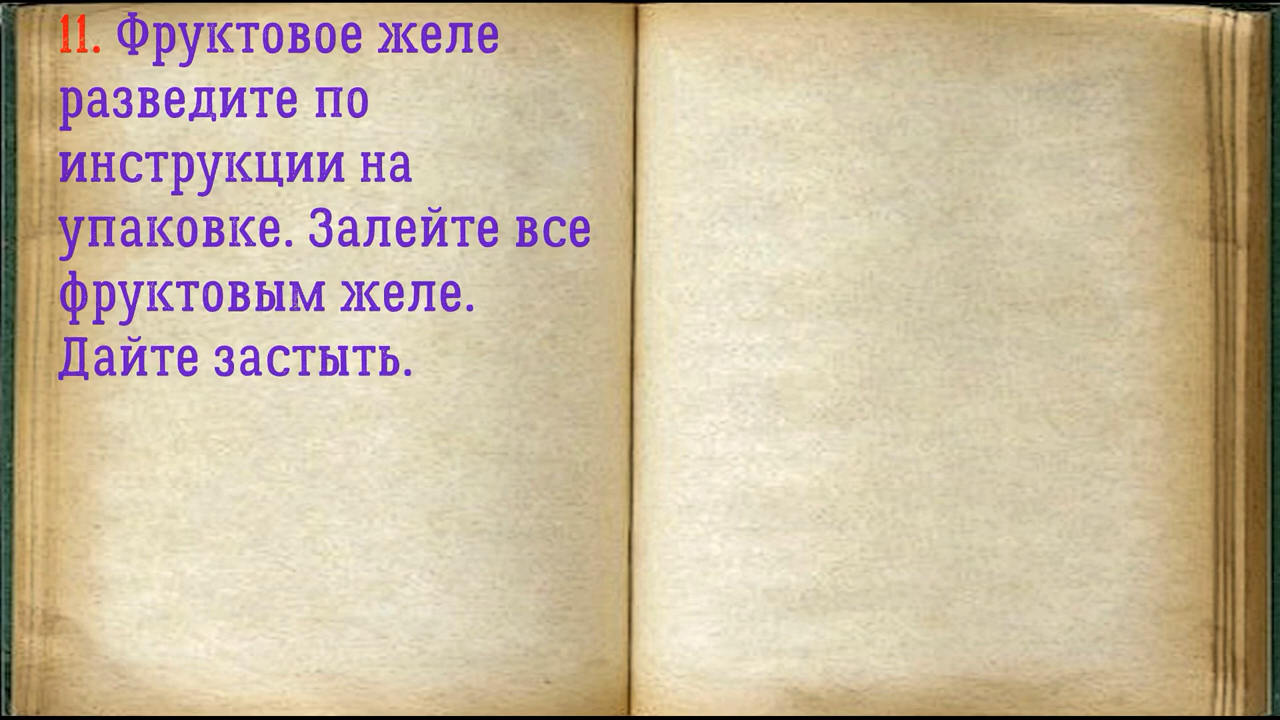 11. Фруктовое желе
разведите по
инструкции на
упаковке. Залейте все
фруктовым желе.
Дайте застыть.